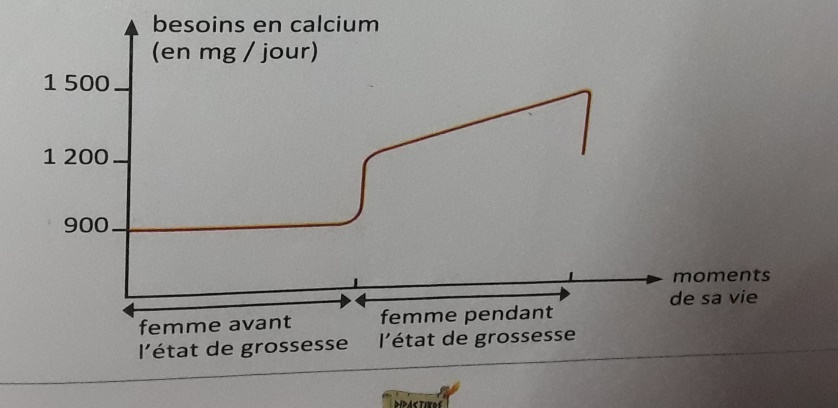 besoins en calcium
(en mg / jour)
1 500
1 200
900
moments
de sa vie
femme avant
l'état de grossesse
femme pendant
l'état de grossesse